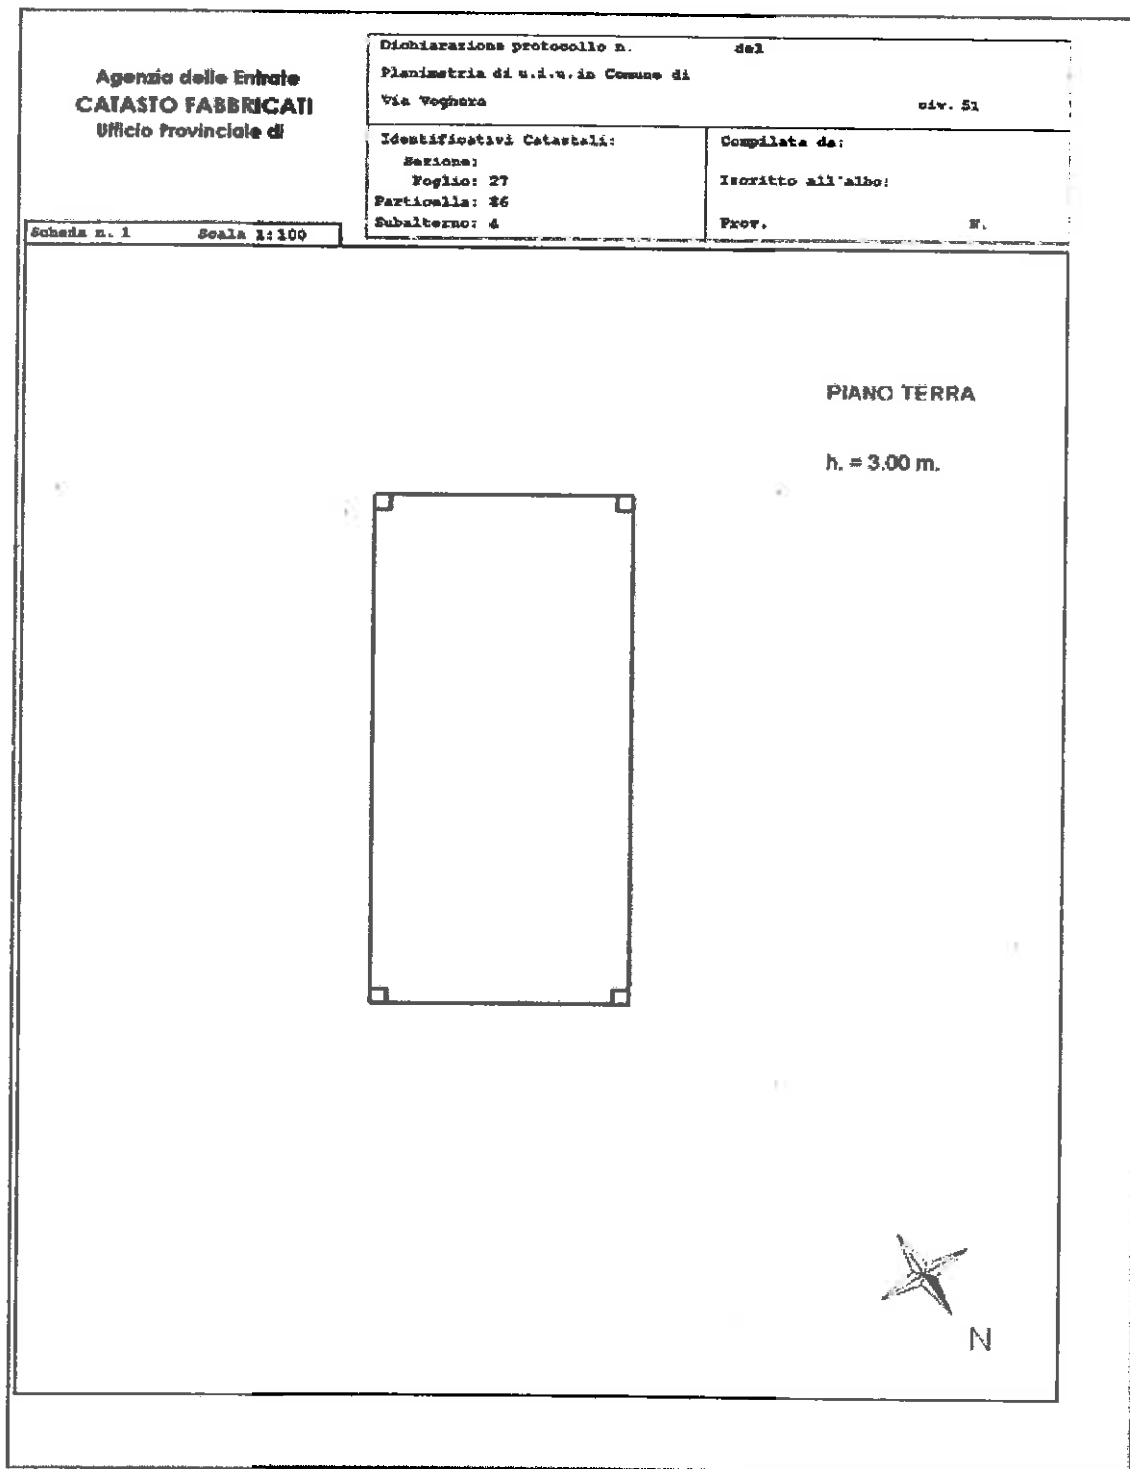 Agenzia delle Entrate
CATASTO FABBRICATI
Ufficio Provinciale di
Dichiarazione protocollo n. del
Planimetria di u.i.u. in Comune di
Via Voghera civ. 51
Identificativi Catastali:
Sezione:
Foglio: 27
Particella: 86
Subalterno: 4
Compilata da:
Iscritto all'albo:
Prov. N.
Scheda n. 1 Scala 1:100
PIANO TERRA
h. = 3.00 m.
N